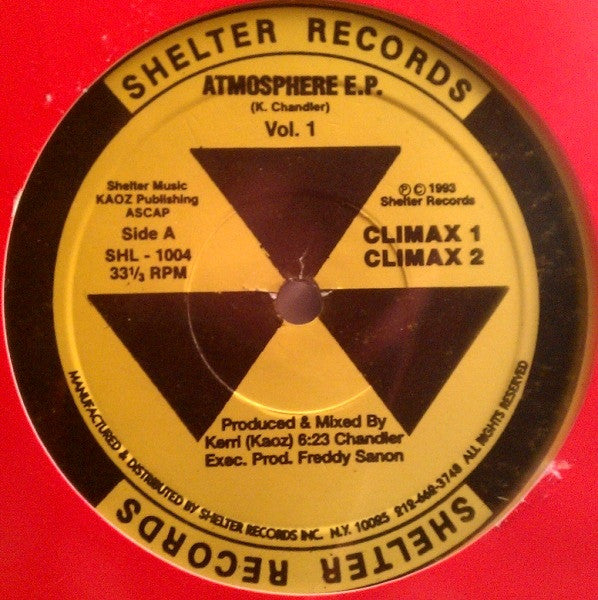 SHELTER RECORDS
ATMOSPHERE E.P.
(K. Chandler)
Vol. 1
Shelter Music
KAOZ Publishing
ASCAP
Side A
SHL - 1004
33⅓ RPM
Ⓟ © 1993
Shelter Records
CLIMAX 1
CLIMAX 2
Produced & Mixed By
Kerri (Kaoz) 6:23 Chandler
Exec. Prod. Freddy Sanon
MANUFACTURED & DISTRIBUTED BY SHELTER RECORDS INC. N.Y. 10025 212-662-3748 ALL RIGHTS RESERVED
SHELTER RECORDS